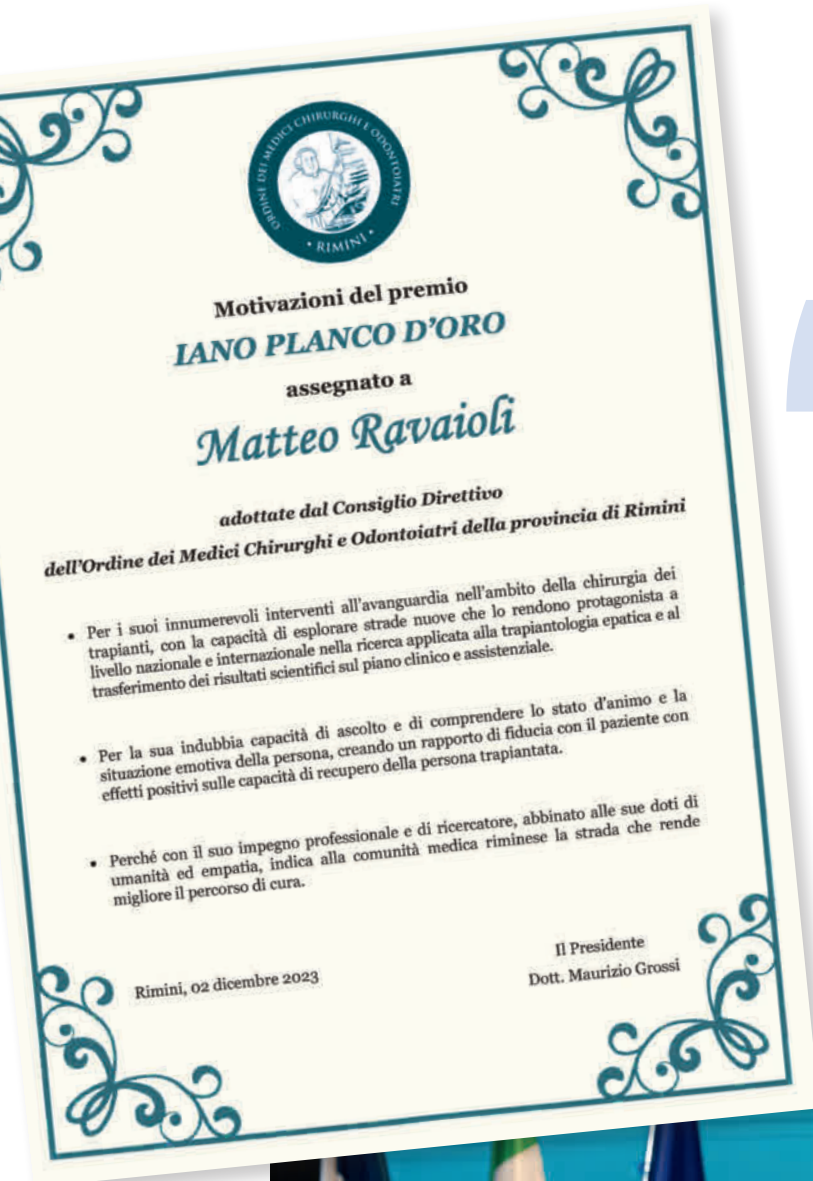 ORDINE DEI MEDICI CHIRURGHI E ODONTOIATRI
• RIMINI •
Motivazioni del premio
IANO PLANCO D'ORO
assegnato a
Matteo Ravaioli
adottate dal Consiglio Direttivo
dell'Ordine dei Medici Chirurghi e Odontoiatri della provincia di Rimini
• Per i suoi innumerevoli interventi all'avanguardia nell'ambito della chirurgia dei
trapianti, con la capacità di esplorare strade nuove che lo rendono protagonista a
livello nazionale e internazionale nella ricerca applicata alla trapiantologia epatica e al
trasferimento dei risultati scientifici sul piano clinico e assistenziale.
• Per la sua indubbia capacità di ascolto e di comprendere lo stato d'animo e la
situazione emotiva della persona, creando un rapporto di fiducia con il paziente con
effetti positivi sulle capacità di recupero della persona trapiantata.
• Perché con il suo impegno professionale e di ricercatore, abbinato alle sue doti di
umanità ed empatia, indica alla comunità medica riminese la strada che rende
migliore il percorso di cura.
Rimini, 02 dicembre 2023
Il Presidente
Dott. Maurizio Grossi